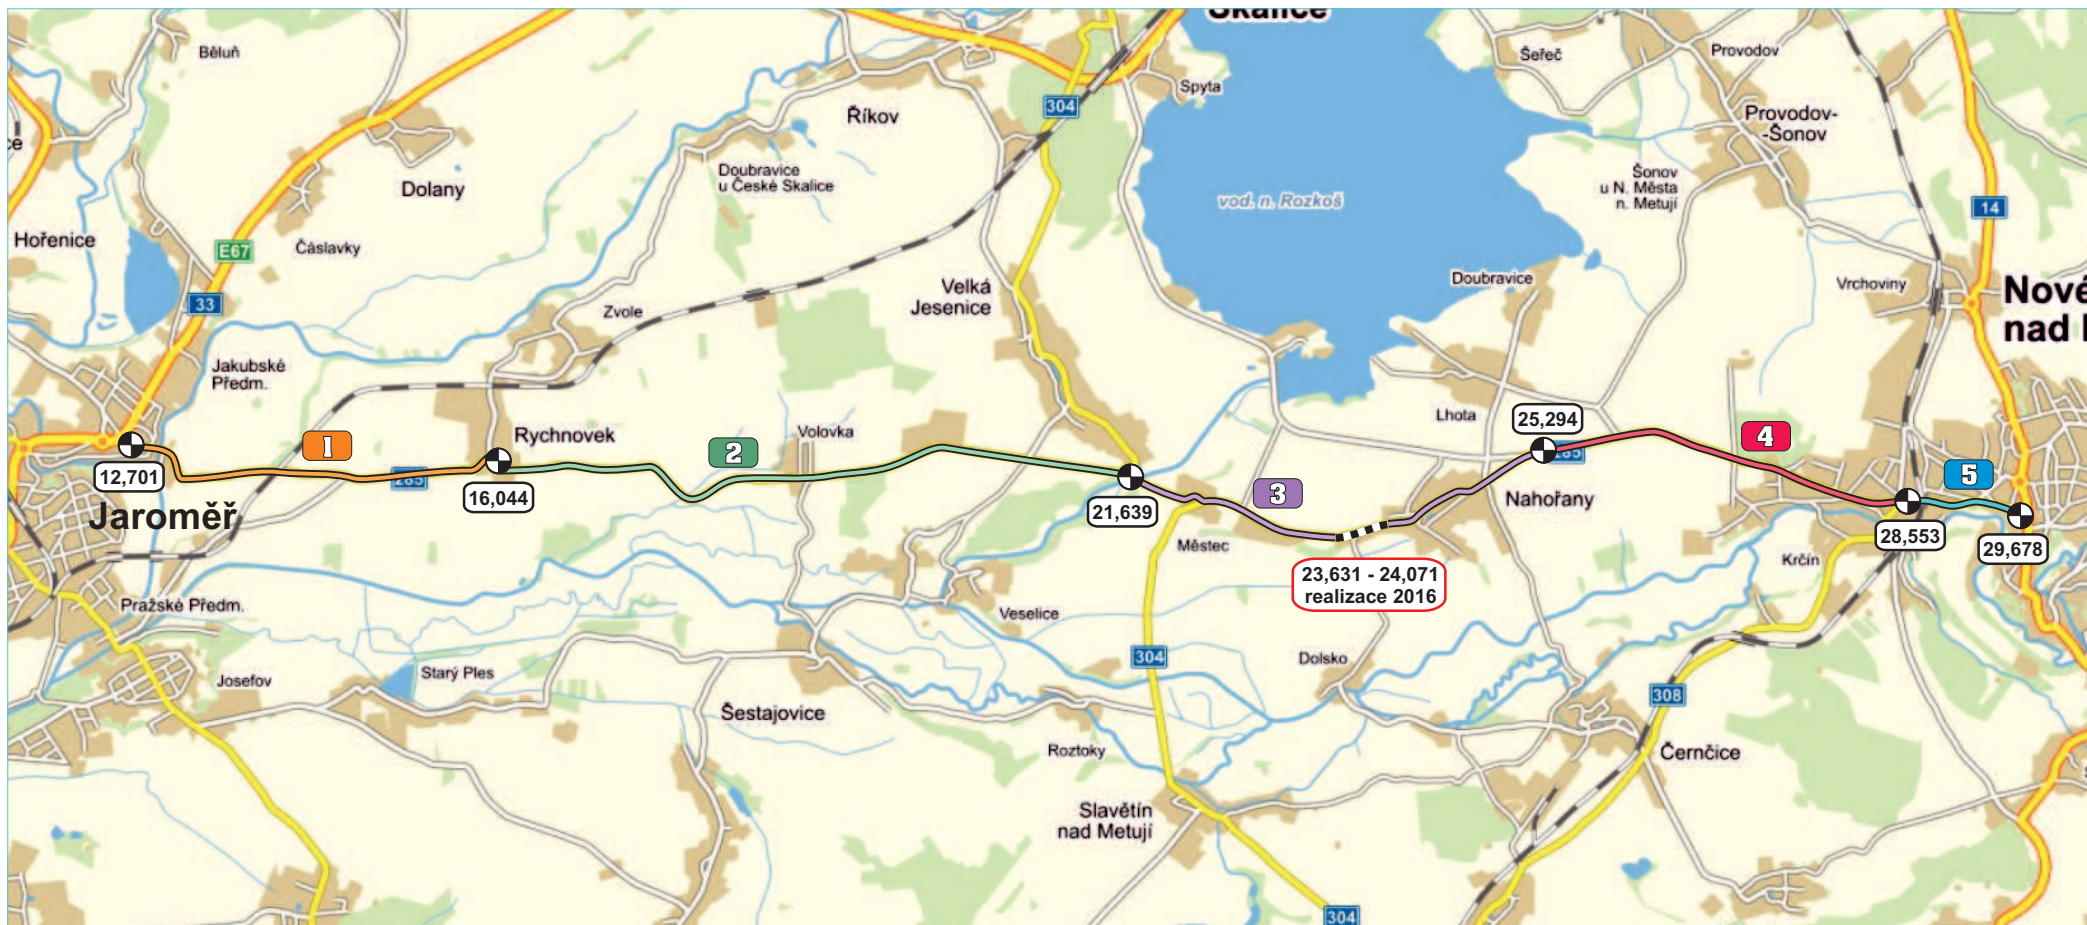 Skalice
Běluň
Šeřeč
Provodov
Spyta
304
Říkov
Provodov-
-Šonov
Doubravice
u České Skalice
Dolany
Šonov
u N. Města
n. Metují
vod. n. Rozkoš
14
Hořenice
E67
Čáslavky
Doubravice
Velká
Jesenice
Vrchoviny
33
Zvole
Nové
nad
Jakubské
Předm.
Lhota
25,294
Rychnovek
Volovka
1
2
4
285
12,701
285
16,044
3
5
Nahořany
21,639
Jaroměř
28,553
29,678
Městec
Krčín
23,631 - 24,071
realizace 2016
Pražské Předm.
Veselice
304
Dolsko
Starý Ples
Josefov
308
Šestajovice
Roztoky
Černčice
Slavětín
nad Metují
304